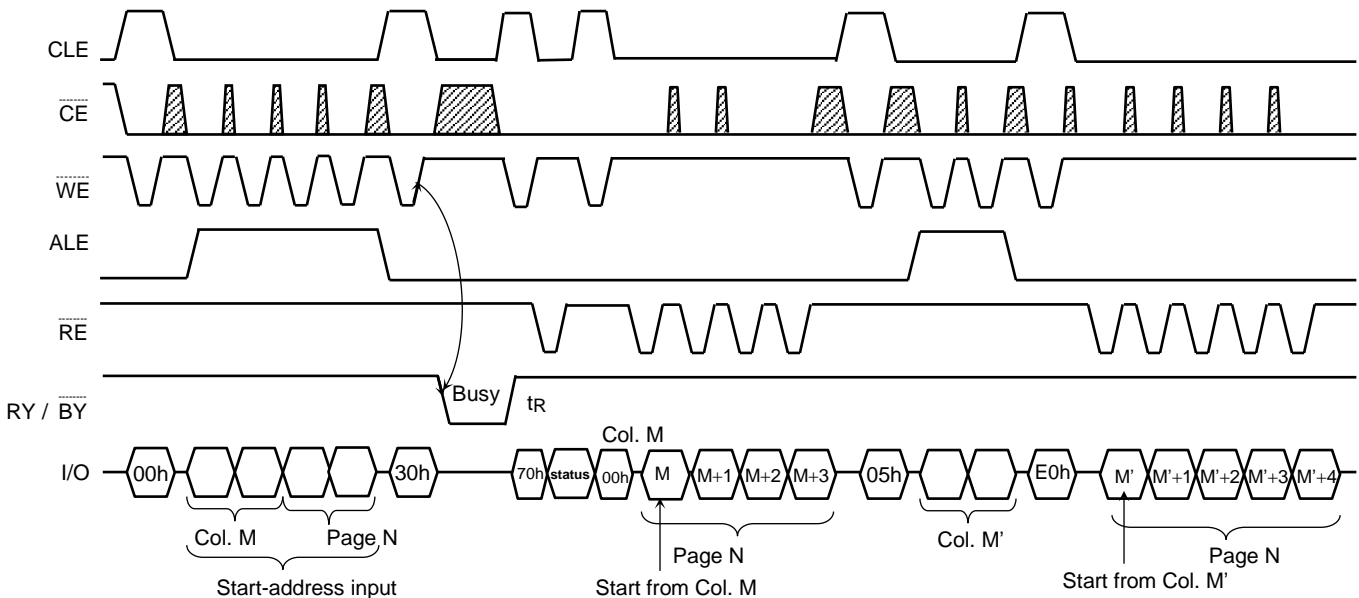 CLE
CE
WE
ALE
RE
RY / BY
Busy
tR
Col. M
I/O
00h
30h
70h
status
00h
M
M+1
M+2
M+3
05h
E0h
M'
M'+1
M'+2
M'+3
M'+4
Col. M
Page N
Start-address input
Page N
Start from Col. M
Col. M'
Page N
Start from Col. M'